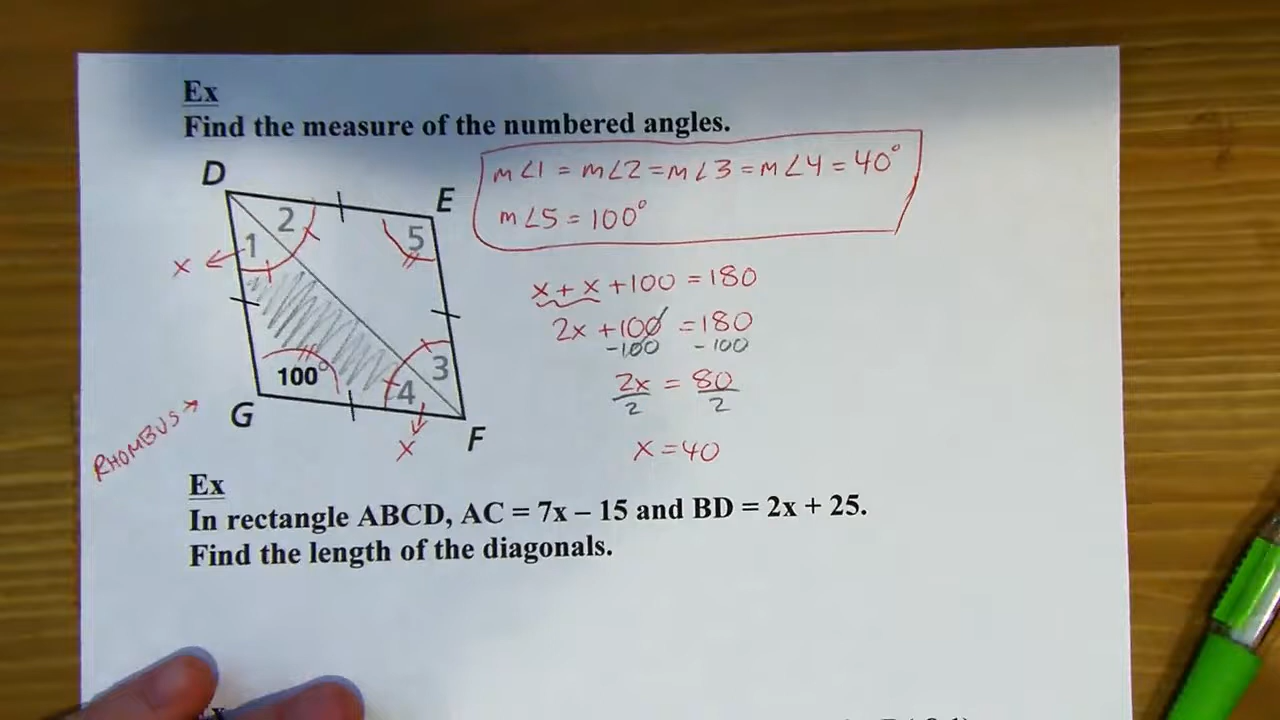 Ex
Find the measure of the numbered angles.
m∠1 = m∠2 = m∠3 = m∠4 = 40°
m∠5 = 100°
D
E
2
1
5
x
3
100°
4
G
F
x
RHOMBUS →
x + x + 100 = 180
2x + 100 = 180
-100 -100
2x = 80
2 2
x = 40
Ex
In rectangle ABCD, AC = 7x – 15 and BD = 2x + 25.
Find the length of the diagonals.